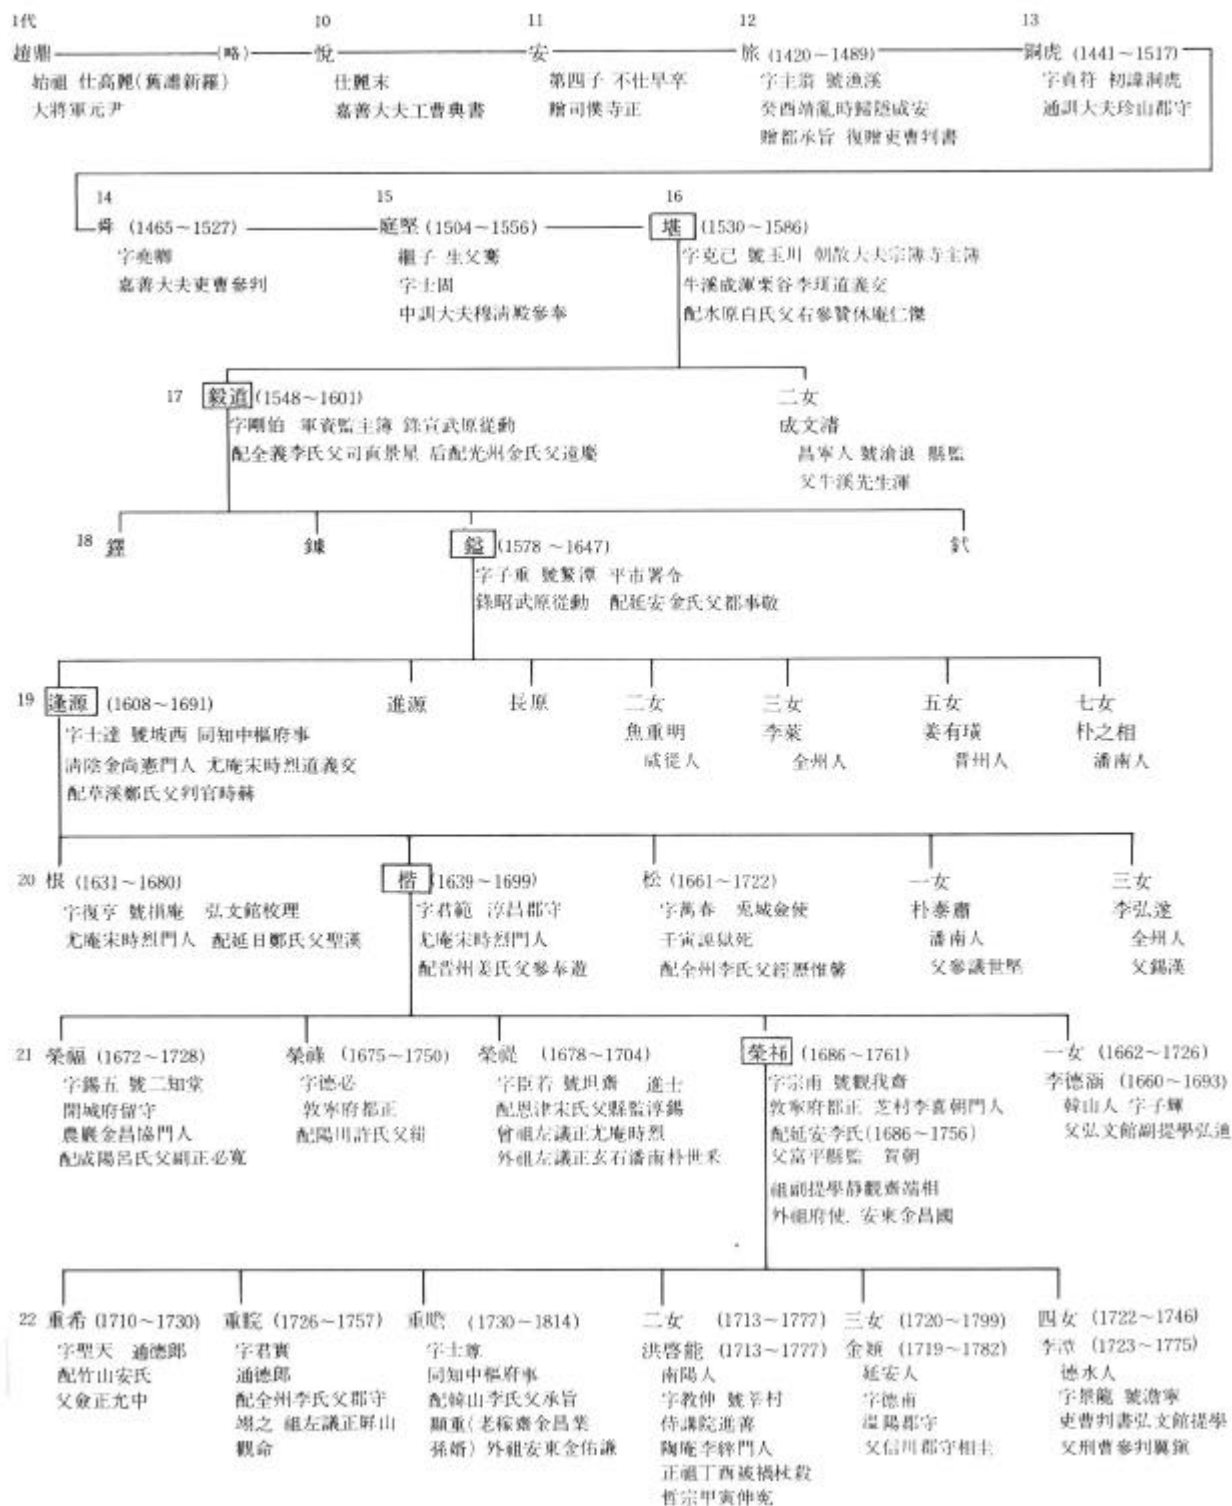 1代 10 11 12 13
趙鼎 (略) 悅 安 旅 (1420~1489) 銅虎 (1441~1517)
始祖 仕高麗(舊譜新羅) 仕麗末 第四子 不仕早卒 字主翁 號漁溪 字貞符 初諱洞虎
大將軍元尹 嘉善大夫工曹典書 贈司僕寺正 癸酉靖亂時歸隱咸安 通訓大夫珍山郡守
贈都承旨 復贈吏曹判書
14 15 16
舜 (1465~1527) 庭堅 (1504~1556) 堪 (1530~1586)
字堯卿 繼子 生父騫 字克己 號玉川 朝散大夫宗簿寺主簿
嘉善大夫吏曹參判 字士固 牛溪成渾栗谷李珥道義交
中訓大夫穆淸殿參奉 配水原白氏父右參贊休庵仁傑
17 毅道 (1548~1601) 二女
字剛伯 軍資監主簿 錄宣武原從勳 成文濬
配全義李氏父司直景星 后配光州金氏父遠慶 昌寧人 號滄浪 縣監
父牛溪先生渾
18 鐸 鍊 鎰 (1578~1647)
字子重 號鰲潭 平市署令
錄昭武原從勳 配延安金氏父都事敬
19 逢源 (1608~1691) 進源 長原 二女 三女 五女 七女
字士達 號坡西 同知中樞府事 魚重明 李棻 姜有璜 朴之相
淸陰金尙憲門人 尤庵宋時烈道義交 咸從人 全州人 晋州人 潘南人
配草溪鄭氏父判官時赫
20 根 (1631~1680) 楷 (1639~1699) 松 (1661~1722) 一女 三女
字復亨 號損庵 弘文館校理 字君範 淳昌郡守 字萬春 兎城僉使 朴泰肅 李弘遂
尤庵宋時烈門人 配延日鄭氏父聖漢 尤庵宋時烈門人 壬寅誣獄死 潘南人 全州人
配晋州姜氏父參奉遊 配全州李氏父經歷惟馨 父參議世堅 父錫漢
21 榮福 (1672~1728) 榮祿 (1675~1750) 榮禔 (1678~1704) 榮祏 (1686~1761) 一女 (1662~1726)
字錫五 號二知堂 字德必 字臣若 號坦齋 進士 字宗甫 號觀我齋 李德涵 (1660~1693)
開城府留守 敦寧府都正 配恩津宋氏父縣監淳錫 敦寧府都正 芝村李喜朝門人 韓山人 字子輝
農巖金昌協門人 配陽川許氏父緝 曾祖左議正尤庵時烈 配延安李氏(1686~1756) 父弘文館副提學弘迪
配咸陽呂氏父副正必寬 外祖左議正玄石潘南朴世采 父富平縣監 賀朝
祖副提學靜觀齋端相
外祖府使. 安東金昌國
22 重希 (1710~1730) 重晥 (1726~1757) 重瞻 (1730~1814) 二女 (1713~1777) 三女 (1720~1799) 四女 (1722~1746)
字聖天 通德郎 字君實 字士尊 洪啓能 (1713~1777) 金穎 (1719~1782) 李潭 (1723~1775)
配竹山安氏 通德郎 同知中樞府事 南陽人 延安人 德水人
父僉正允中 配全州李氏父郡守 配韓山李氏父承旨 字敎伸 號莘村 字德甫 字景龍 號澹寧
翊之 祖左議正屛山 顯重(老稼齋金昌業 侍講院進善 溫陽郡守 吏曹判書弘文館提學
觀命 孫婿) 外祖安東金佑謙 陶庵李縡門人 父信川郡守相圭 父刑曹參判翼鎭
正祖丁酉被禍杖殺
哲宗甲寅伸寃